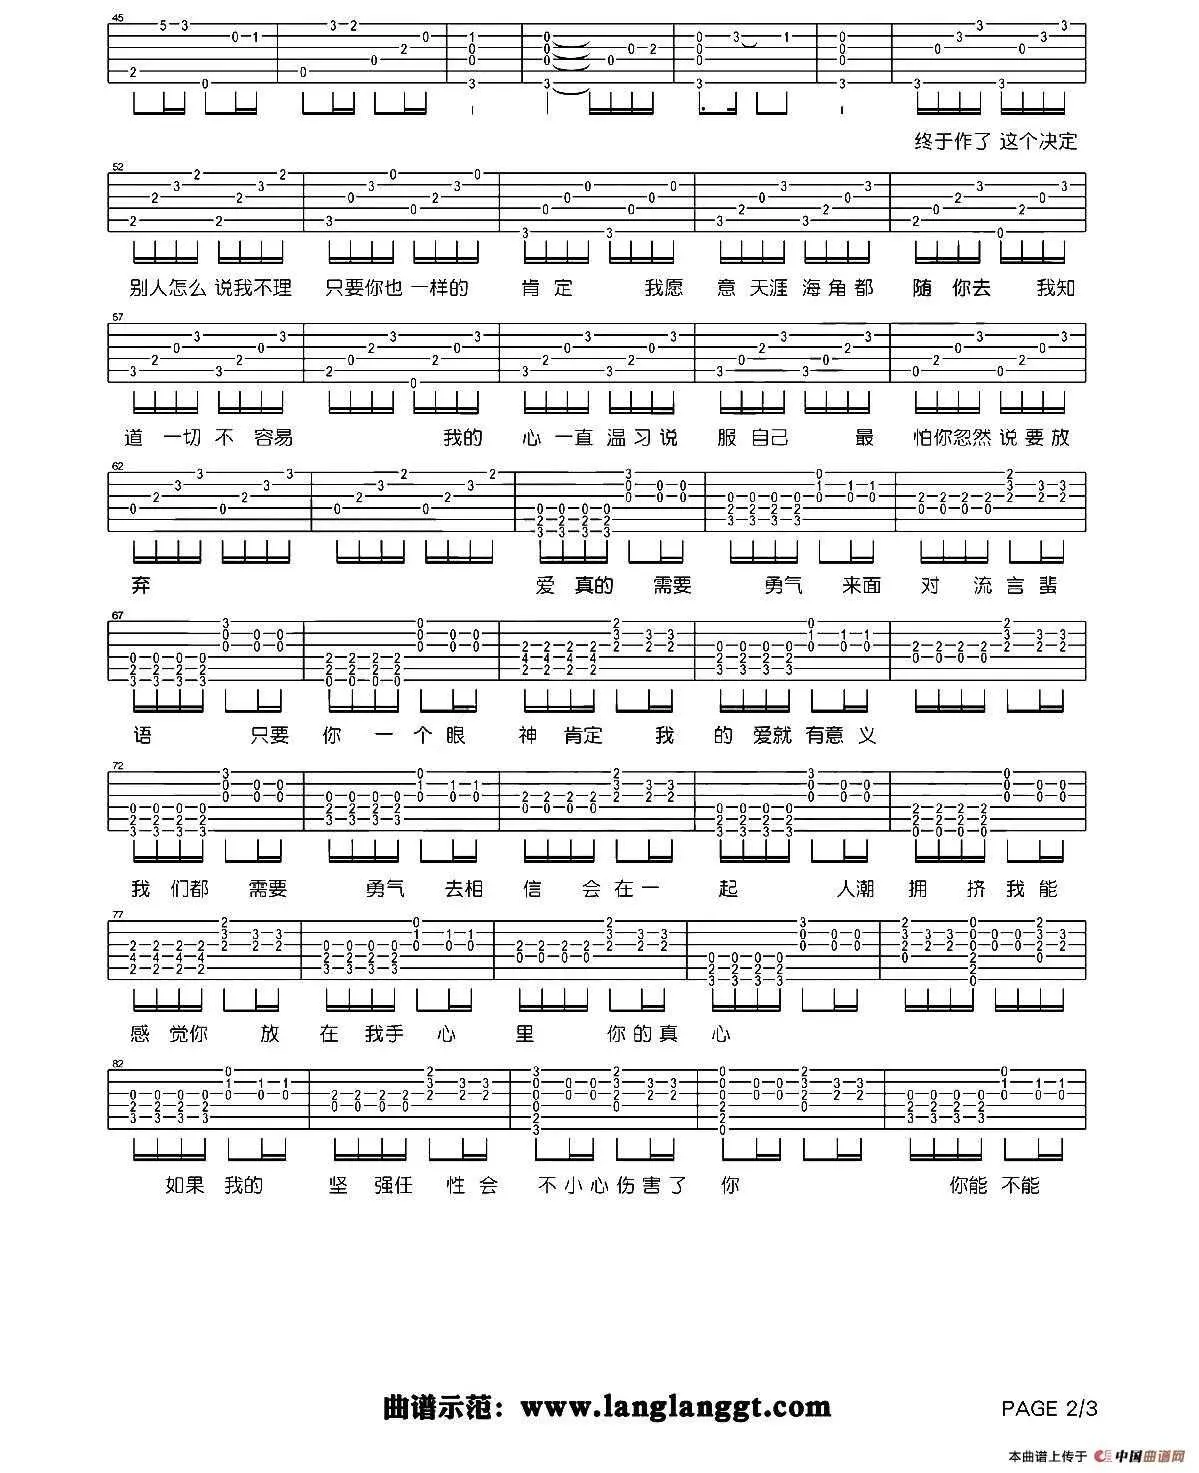 45
终于作了 这个决定
52
别人怎么 说我不理 只要你也 一样的 肯定 我愿 意 天涯 海角都 随 你去 我知
57
道 一切 不 容易 我的 心 一直 温习说 服自己 最 怕你忽然说要放
62
弃 爱 真的 需要 勇气 来面 对 流言蜚
67
语 只要 你 一 个眼 神 肯定 我 的 爱就 有意义
72
我 们都 需要 勇气 去相 信 会在一 起 人潮 拥 挤我能
77
感 觉你 放 在 我手 心 里 你的真 心
82
如果 我的 坚 强任 性会 不小心伤害了 你 你能 不能
曲谱示范：www.langlanggt.com
PAGE 2/3
本曲谱上传于 中国曲谱网